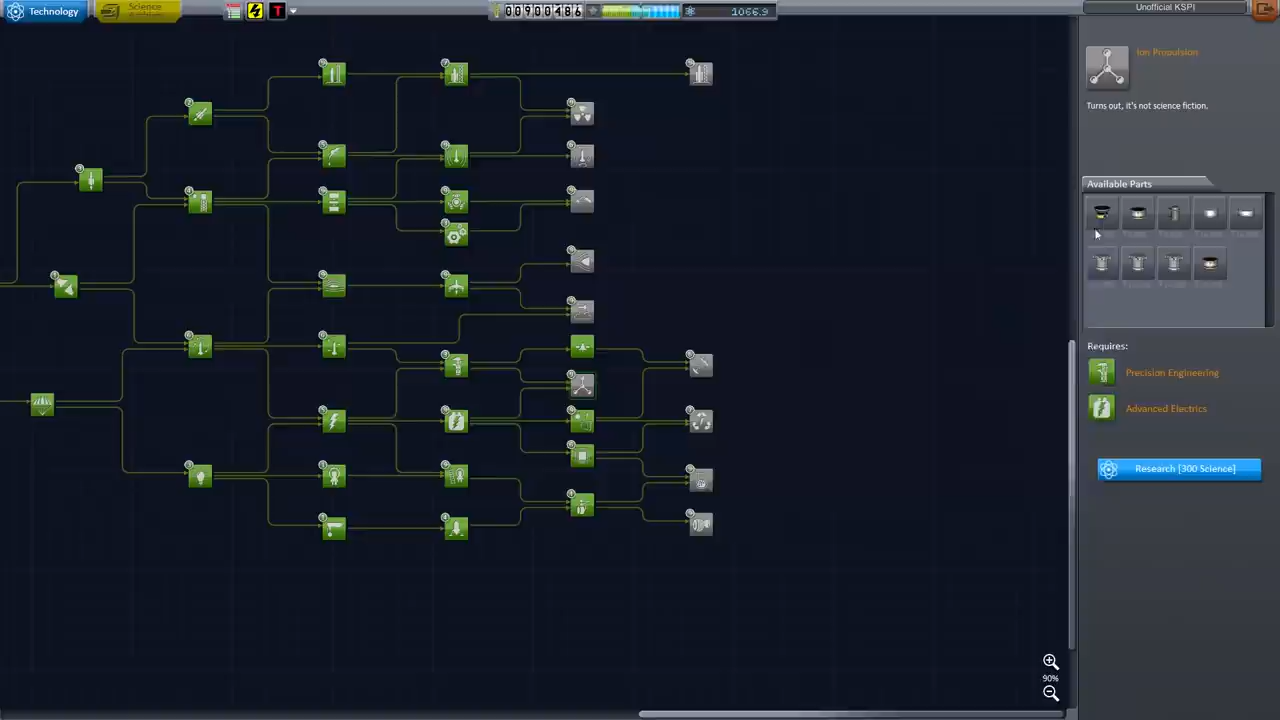 Technology
Science
T
00900486
1066.9
Unofficial KSPI
Ion Propulsion
Turns out, it's not science fiction.
Available Parts
Requires:
Precision Engineering
Advanced Electrics
Research [300 Science]
90%